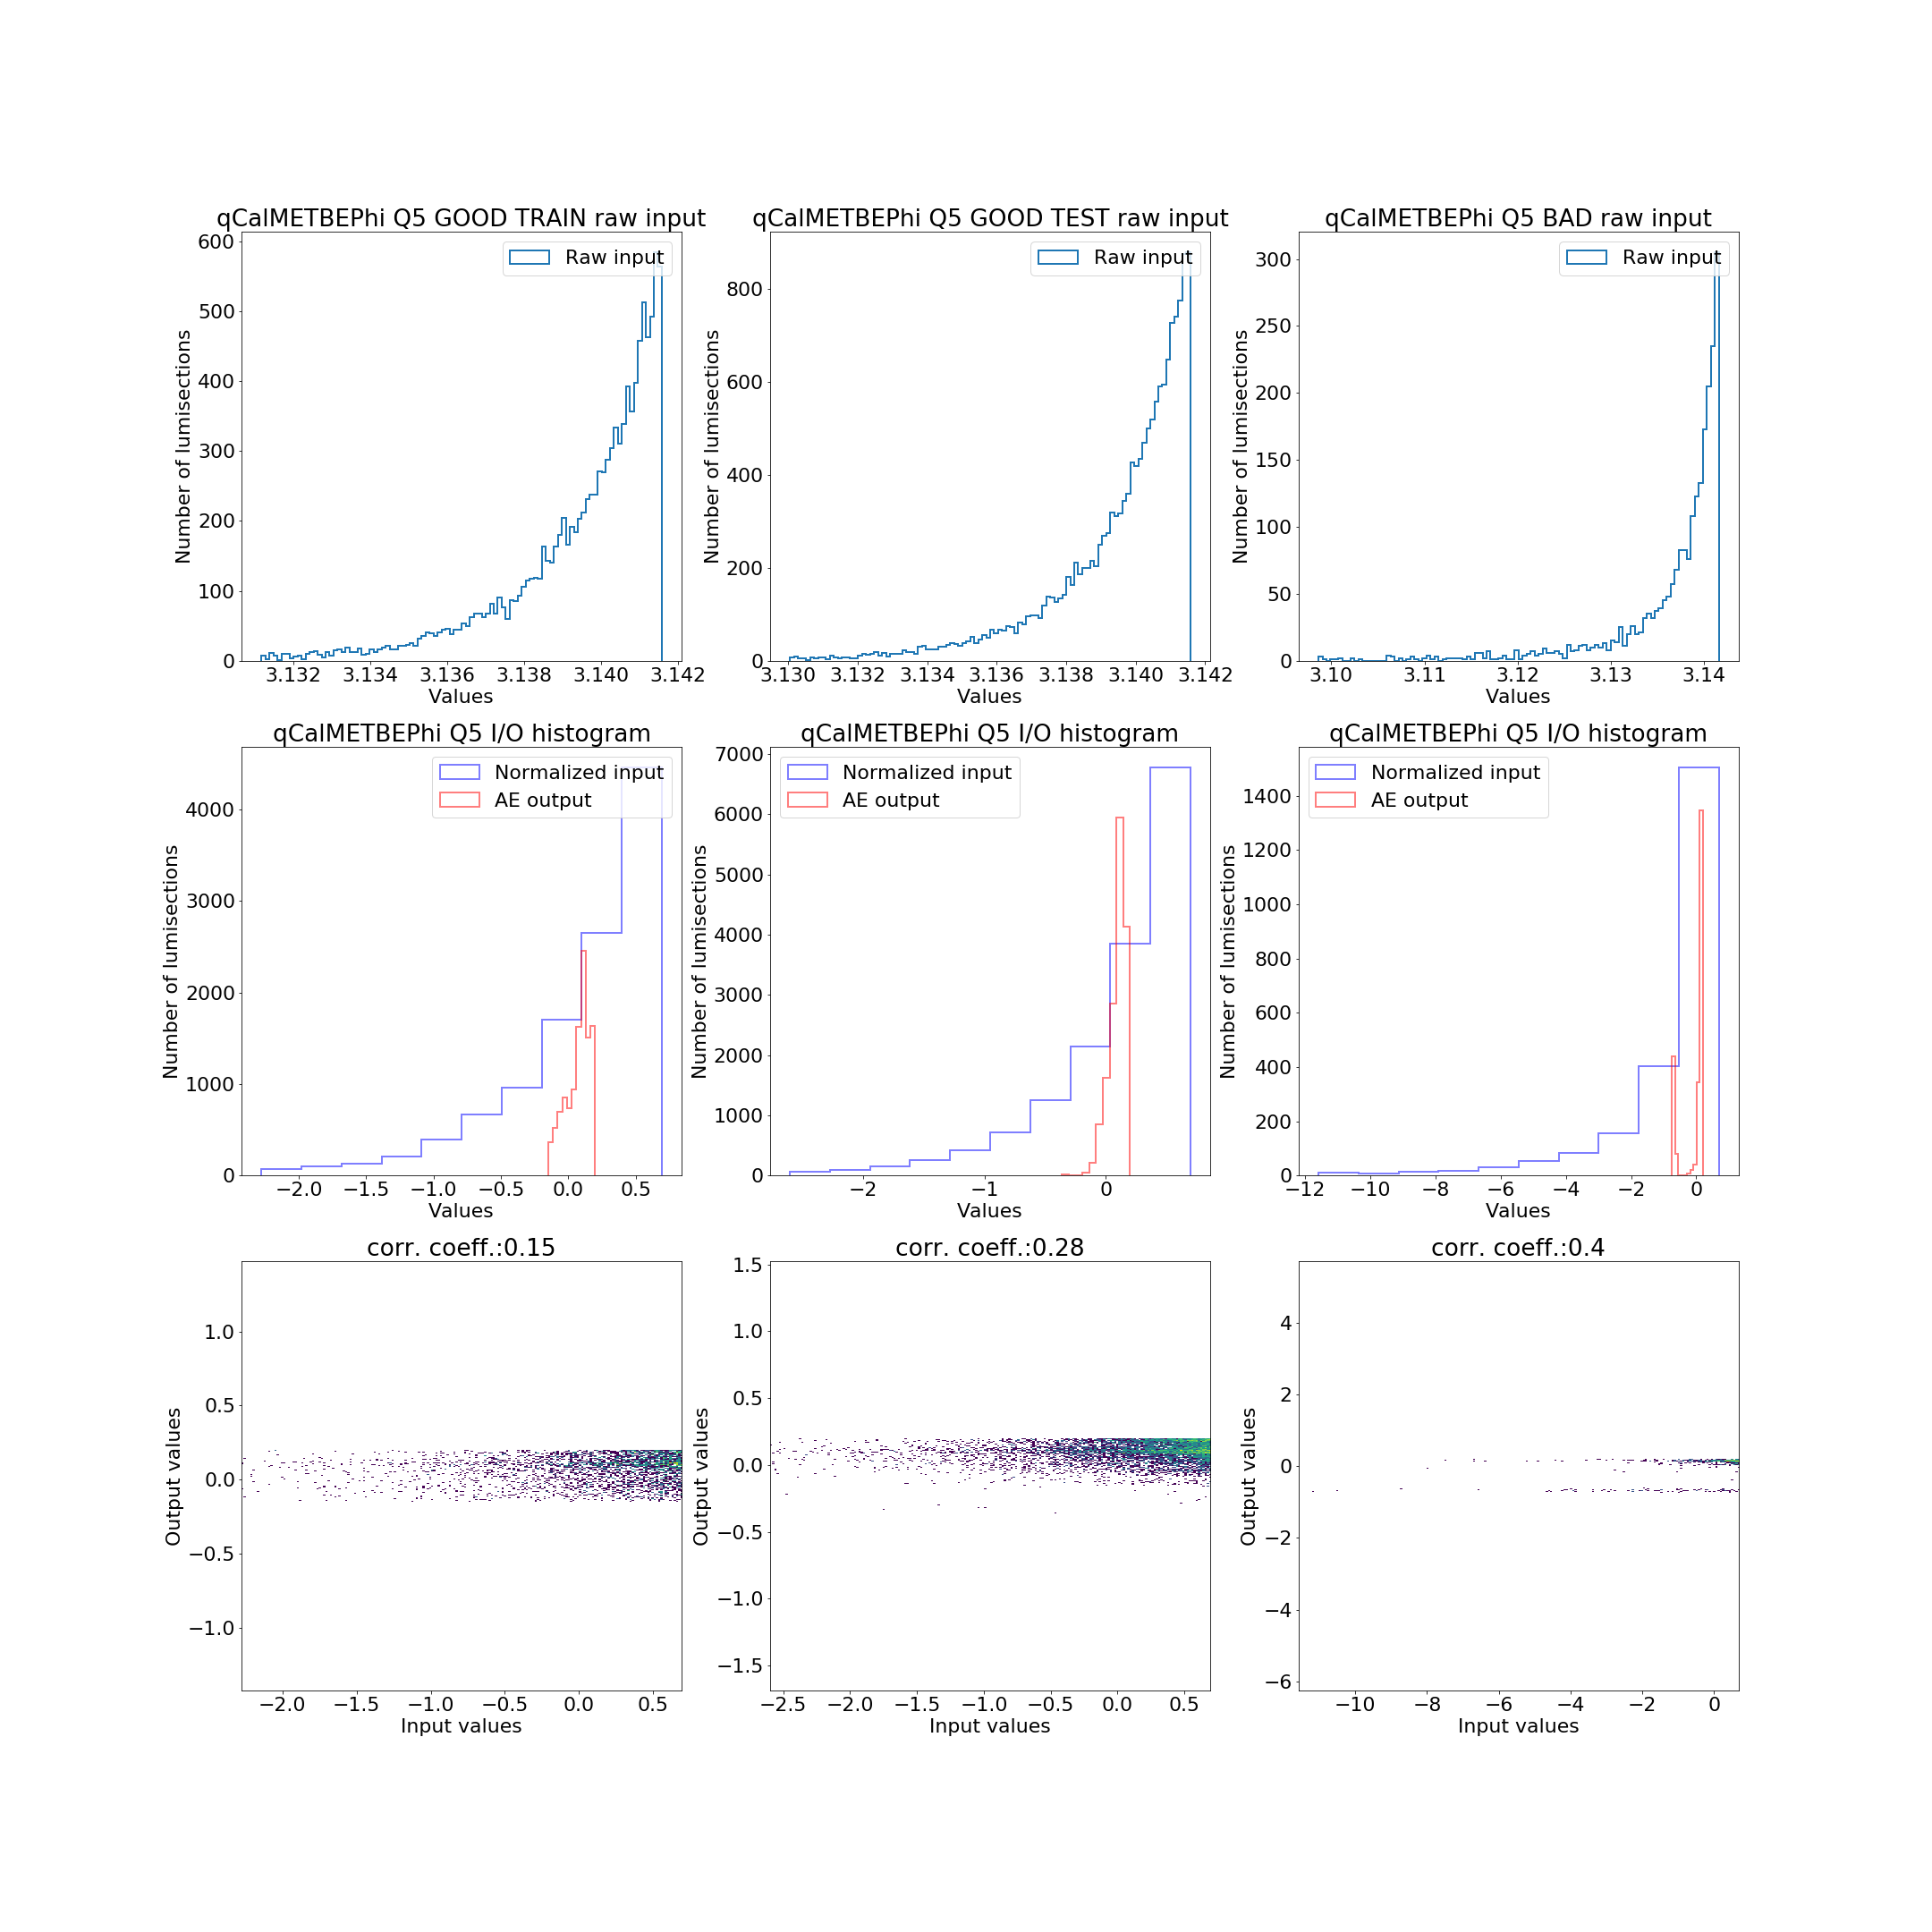 qCalMETBEPhi Q5 GOOD TRAIN raw input
600
500
400
300
200
100
0
Number of lumisections
Raw input
3.132 3.134 3.136 3.138 3.140 3.142
Values
qCalMETBEPhi Q5 GOOD TEST raw input
800
600
400
200
0
Number of lumisections
Raw input
3.130 3.132 3.134 3.136 3.138 3.140 3.142
Values
qCalMETBEPhi Q5 BAD raw input
300
250
200
150
100
50
0
Number of lumisections
Raw input
3.10 3.11 3.12 3.13 3.14
Values
qCalMETBEPhi Q5 I/O histogram
4000
3000
2000
1000
0
Number of lumisections
Normalized input
AE output
−2.0 −1.5 −1.0 −0.5 0.0 0.5
Values
qCalMETBEPhi Q5 I/O histogram
7000
6000
5000
4000
3000
2000
1000
0
Number of lumisections
Normalized input
AE output
−2 −1 0
Values
qCalMETBEPhi Q5 I/O histogram
1400
1200
1000
800
600
400
200
0
Number of lumisections
Normalized input
AE output
−12 −10 −8 −6 −4 −2 0
Values
corr. coeff.:0.15
1.0
0.5
0.0
−0.5
−1.0
Output values
−2.0 −1.5 −1.0 −0.5 0.0 0.5
Input values
corr. coeff.:0.28
1.5
1.0
0.5
0.0
−0.5
−1.0
−1.5
Output values
−2.5 −2.0 −1.5 −1.0 −0.5 0.0 0.5
Input values
corr. coeff.:0.4
4
2
0
−2
−4
−6
Output values
−10 −8 −6 −4 −2 0
Input values